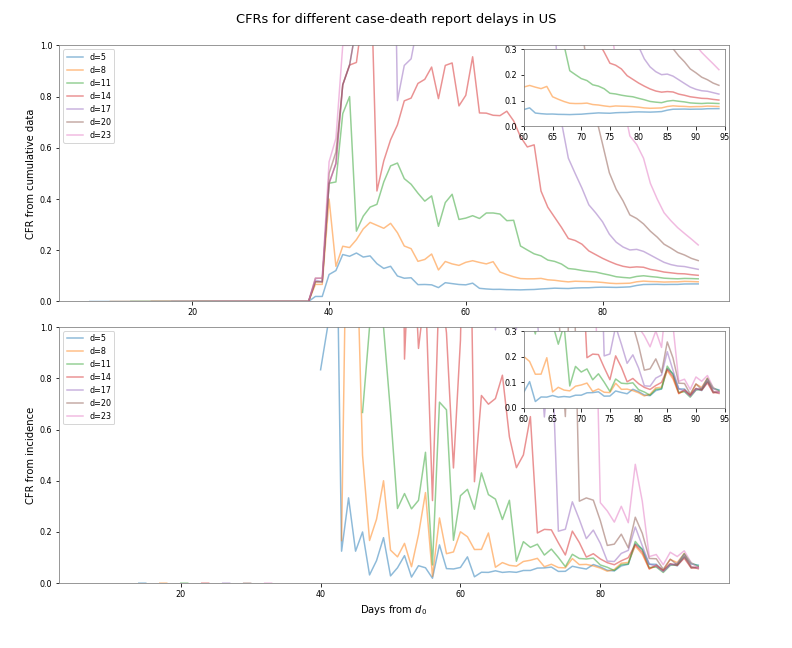 CFRs for different case-death report delays in US
CFR from cumulative data
1.0
0.8
0.6
0.4
0.2
0.0
d=5
d=8
d=11
d=14
d=17
d=20
d=23
0.3
0.2
0.1
0.0
60 65 70 75 80 85 90 95
20 40 60 80
CFR from incidence
1.0
0.8
0.6
0.4
0.2
0.0
d=5
d=8
d=11
d=14
d=17
d=20
d=23
0.3
0.2
0.1
0.0
60 65 70 75 80 85 90 95
20 40 60 80
Days from d₀